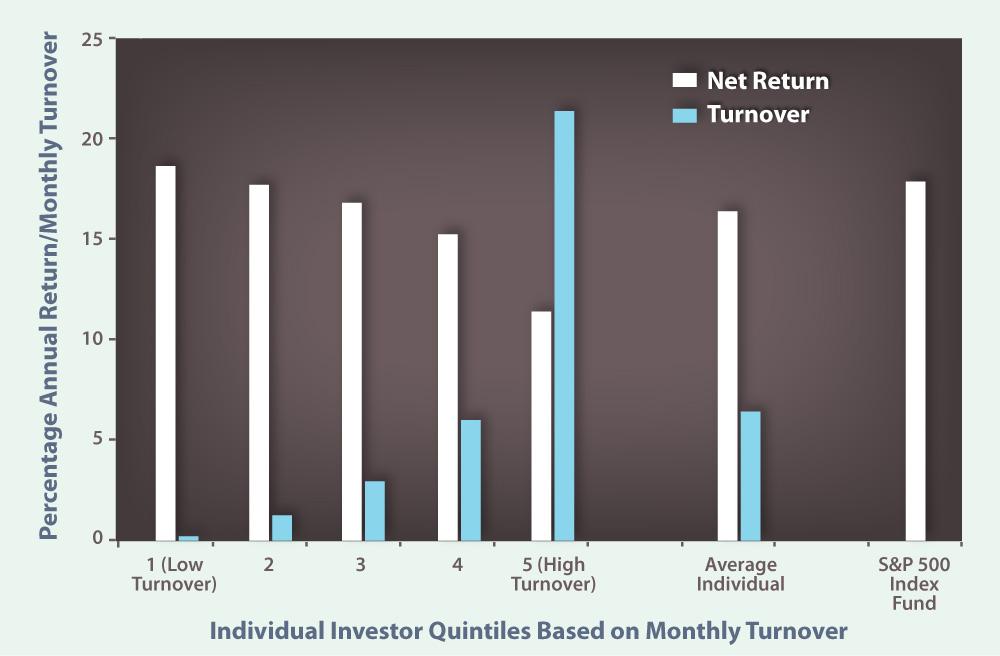 Percentage Annual Return/Monthly Turnover
25
20
15
10
5
0
Net Return
Turnover
1 (Low
Turnover)
2
3
4
5 (High
Turnover)
Average
Individual
S&P 500
Index
Fund
Individual Investor Quintiles Based on Monthly Turnover